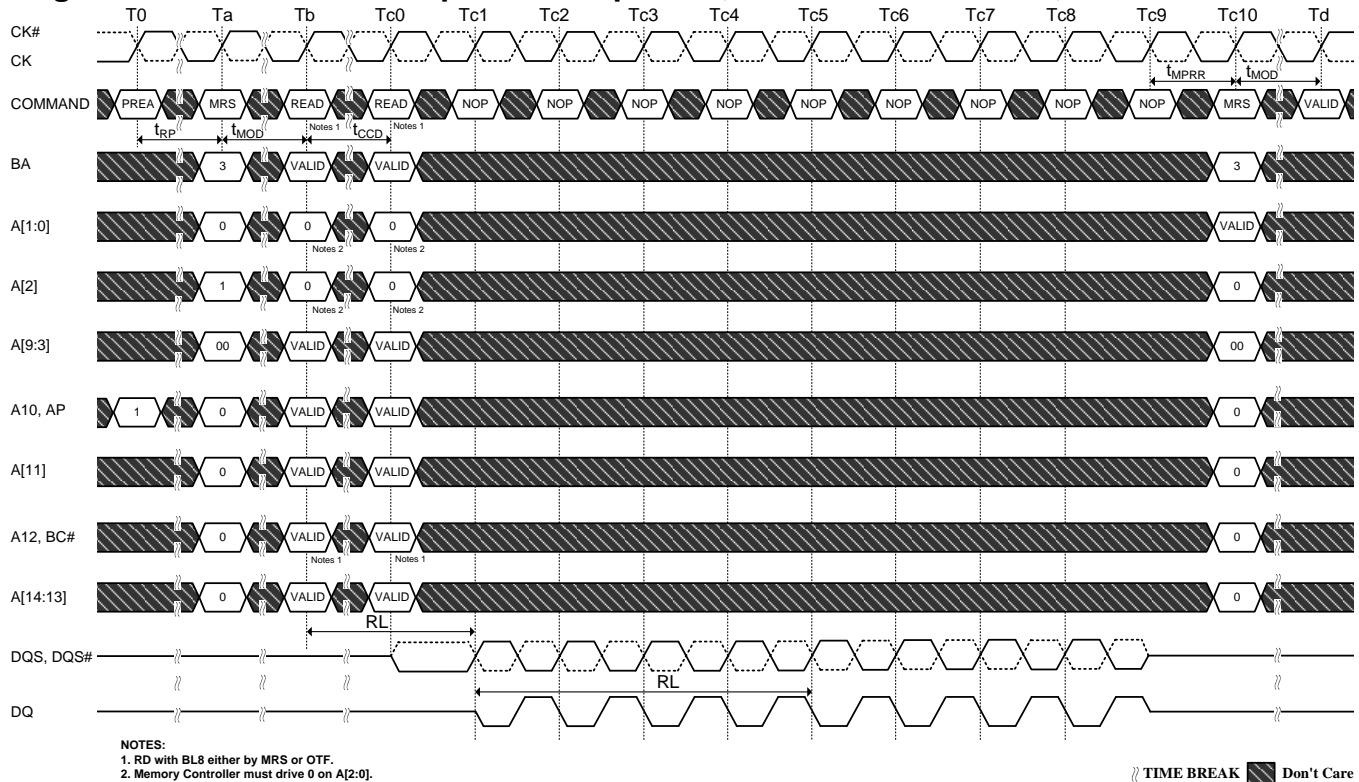 T0 Ta Tb Tc0 Tc1 Tc2 Tc3 Tc4 Tc5 Tc6 Tc7 Tc8 Tc9 Tc10 Td
CK#
CK
tMPRR tMOD
COMMAND PREA MRS READ READ NOP NOP NOP NOP NOP NOP NOP NOP NOP MRS VALID
Notes 1 Notes 1
tRP tMOD tCCD
BA 3 VALID VALID 3
A[1:0] 0 0 0 VALID
Notes 2 Notes 2
A[2] 1 0 0 0
Notes 2 Notes 2
A[9:3] 00 VALID VALID 00
A10, AP 1 0 VALID VALID 0
A[11] 0 VALID VALID 0
A12, BC# 0 VALID VALID 0
Notes 1 Notes 1
A[14:13] 0 VALID VALID 0
RL
DQS, DQS#
RL
DQ
NOTES:
1. RD with BL8 either by MRS or OTF.
2. Memory Controller must drive 0 on A[2:0].
TIME BREAK Don't Care